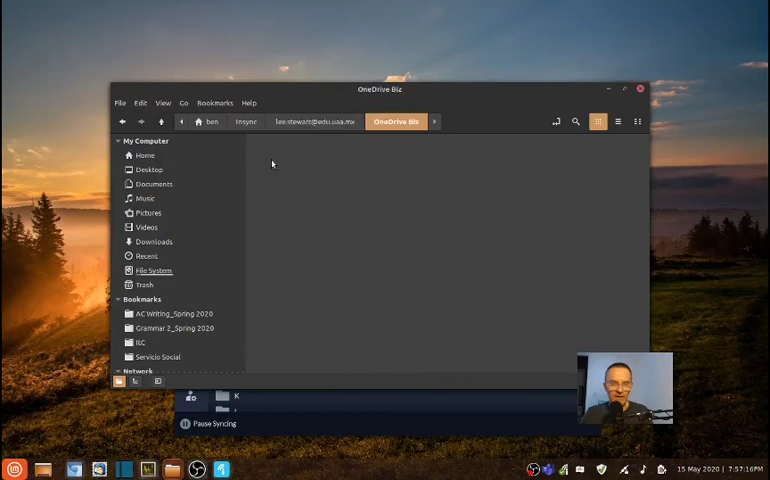 OneDrive Biz
File Edit View Go Bookmarks Help
ben Insync lee.stewart@edu.uaa.mx OneDrive Biz
My Computer
Home
Desktop
Documents
Music
Pictures
Videos
Downloads
Recent
File System
Trash
Bookmarks
AC Writing_Spring 2020
Grammar 2_Spring 2020
RC
Servicio Social
Network
K
Pause Syncing
15 May 2020 | 7:57:16PM